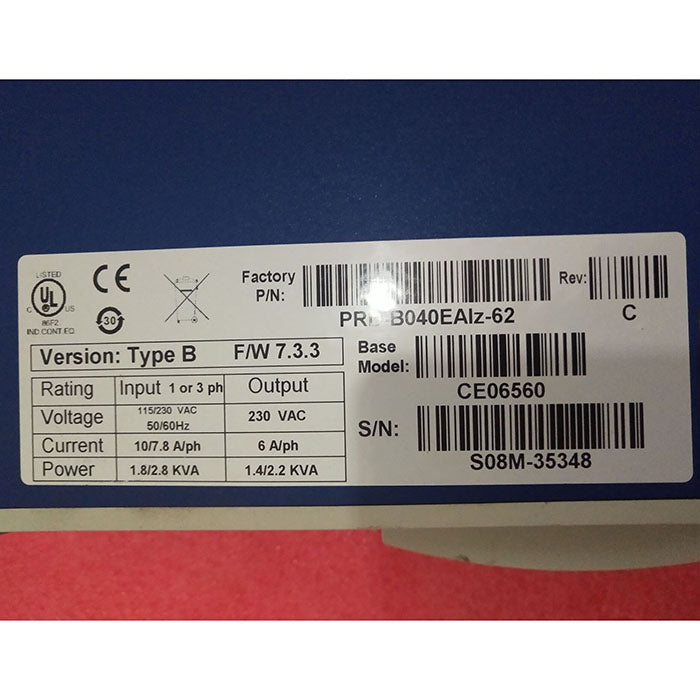 LISTED
UL
C US
86F2
IND.CONT.EQ.
CE
30
Factory
P/N:
PRD-B040EAIz-62
Rev:
C
Version: Type B F/W 7.3.3
Base
Model:
CE06560
Rating Input 1 or 3 ph Output
Voltage 115/230 VAC 50/60Hz 230 VAC
Current 10/7.8 A/ph 6 A/ph
Power 1.8/2.8 KVA 1.4/2.2 KVA
S/N:
S08M-35348